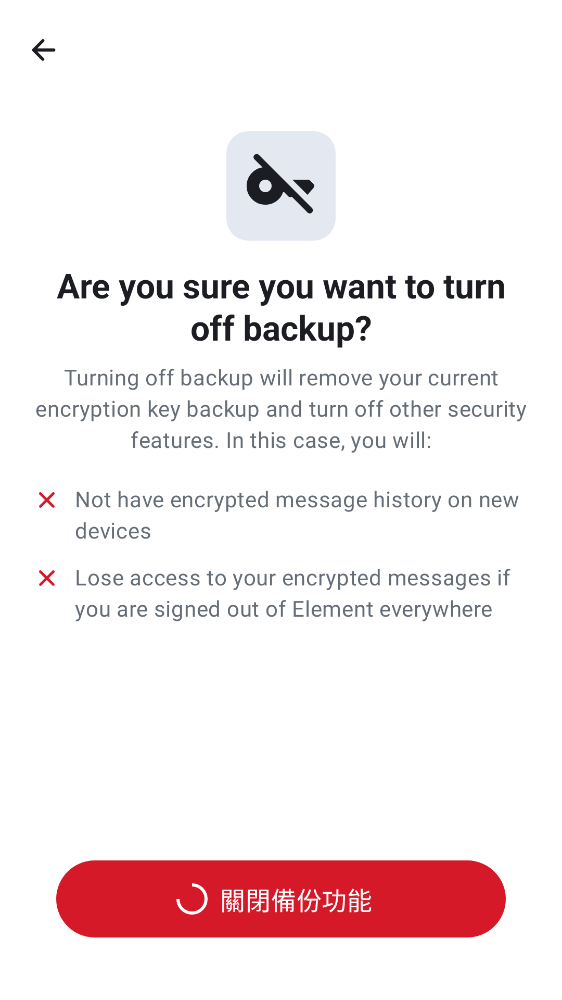 Are you sure you want to turn
off backup?
Turning off backup will remove your current
encryption key backup and turn off other security
features. In this case, you will:
Not have encrypted message history on new
devices
Lose access to your encrypted messages if
you are signed out of Element everywhere
關閉備份功能